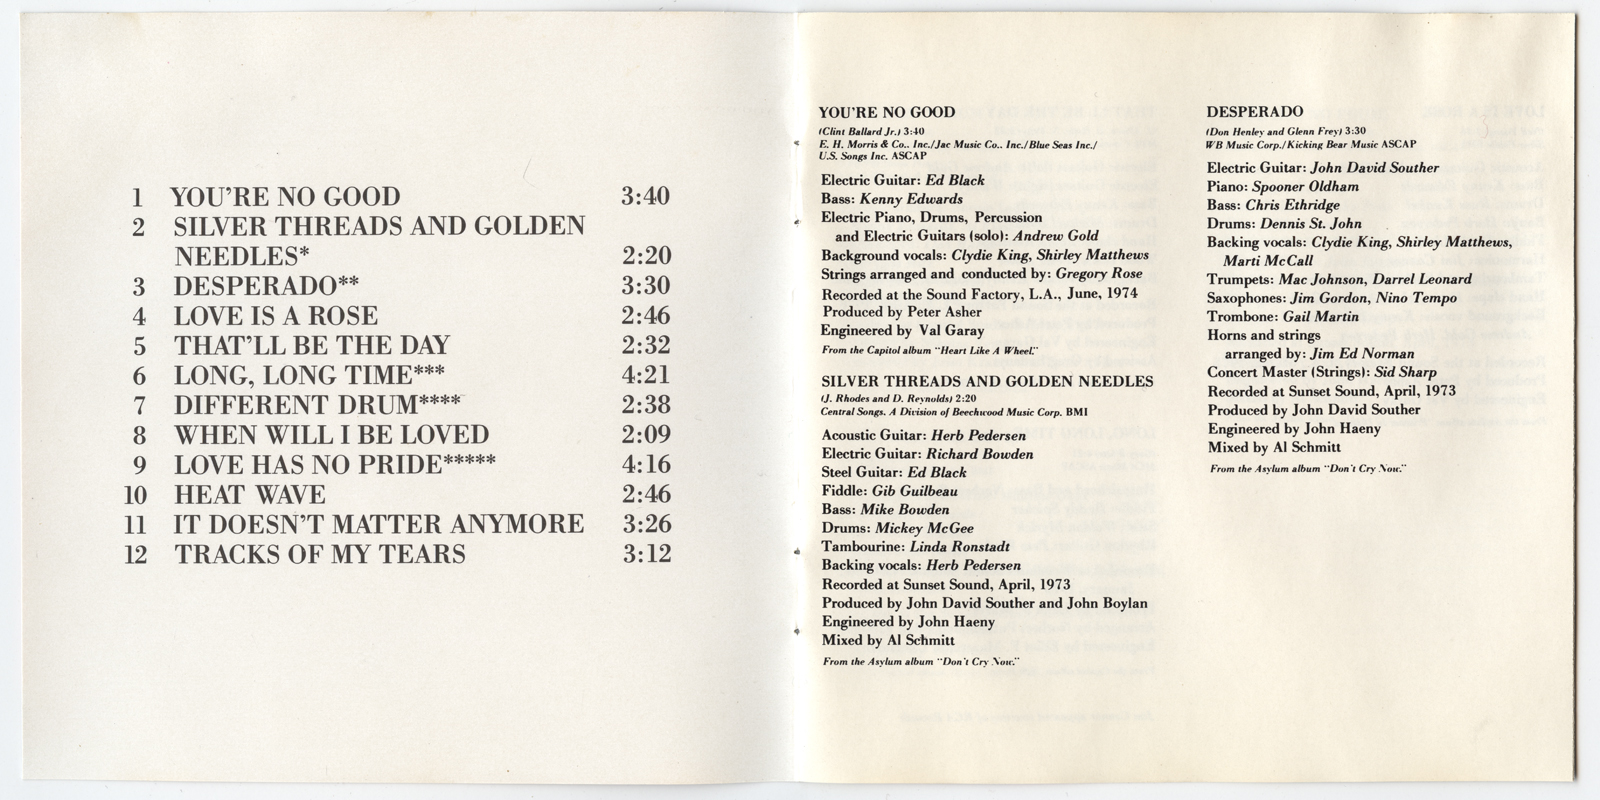 1 YOU'RE NO GOOD 3:40
2 SILVER THREADS AND GOLDEN
NEEDLES* 2:20
3 DESPERADO** 3:30
4 LOVE IS A ROSE 2:46
5 THAT'LL BE THE DAY 2:32
6 LONG, LONG TIME*** 4:21
7 DIFFERENT DRUM**** 2:38
8 WHEN WILL I BE LOVED 2:09
9 LOVE HAS NO PRIDE***** 4:16
10 HEAT WAVE 2:46
11 IT DOESN'T MATTER ANYMORE 3:26
12 TRACKS OF MY TEARS 3:12
YOU'RE NO GOOD
(Clint Ballard Jr.) 3:40
E. H. Morris & Co.. Inc./Jac Music Co.. Inc./Blue Seas Inc./
U.S. Songs Inc. ASCAP
Electric Guitar: Ed Black
Bass: Kenny Edwards
Electric Piano, Drums, Percussion
and Electric Guitars (solo): Andrew Gold
Background vocals: Clydie King, Shirley Matthews
Strings arranged and conducted by: Gregory Rose
Recorded at the Sound Factory, L.A., June, 1974
Produced by Peter Asher
Engineered by Val Garay
From the Capitol album "Heart Like A Wheel."
SILVER THREADS AND GOLDEN NEEDLES
(J. Rhodes and D. Reynolds) 2:20
Central Songs. A Division of Beechwood Music Corp. BMI
Acoustic Guitar: Herb Pedersen
Electric Guitar: Richard Bowden
Steel Guitar: Ed Black
Fiddle: Gib Guilbeau
Bass: Mike Bowden
Drums: Mickey McGee
Tambourine: Linda Ronstadt
Backing vocals: Herb Pedersen
Recorded at Sunset Sound, April, 1973
Produced by John David Souther and John Boylan
Engineered by John Haeny
Mixed by Al Schmitt
From the Asylum album "Don't Cry Now."
DESPERADO
(Don Henley and Glenn Frey) 3:30
WB Music Corp./Kicking Bear Music ASCAP
Electric Guitar: John David Souther
Piano: Spooner Oldham
Bass: Chris Ethridge
Drums: Dennis St. John
Backing vocals: Clydie King, Shirley Matthews,
Marti McCall
Trumpets: Mac Johnson, Darrel Leonard
Saxophones: Jim Gordon, Nino Tempo
Trombone: Gail Martin
Horns and strings
arranged by: Jim Ed Norman
Concert Master (Strings): Sid Sharp
Recorded at Sunset Sound, April, 1973
Produced by John David Souther
Engineered by John Haeny
Mixed by Al Schmitt
From the Asylum album "Don't Cry Now."